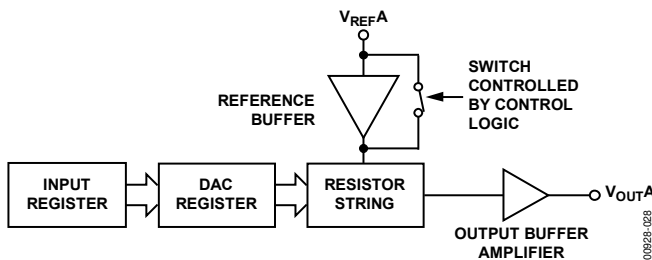 VREFA
SWITCH
CONTROLLED
BY CONTROL
LOGIC
REFERENCE
BUFFER
INPUT
REGISTER
DAC
REGISTER
RESISTOR
STRING
VOUTA
OUTPUT BUFFER
AMPLIFIER
00928-028